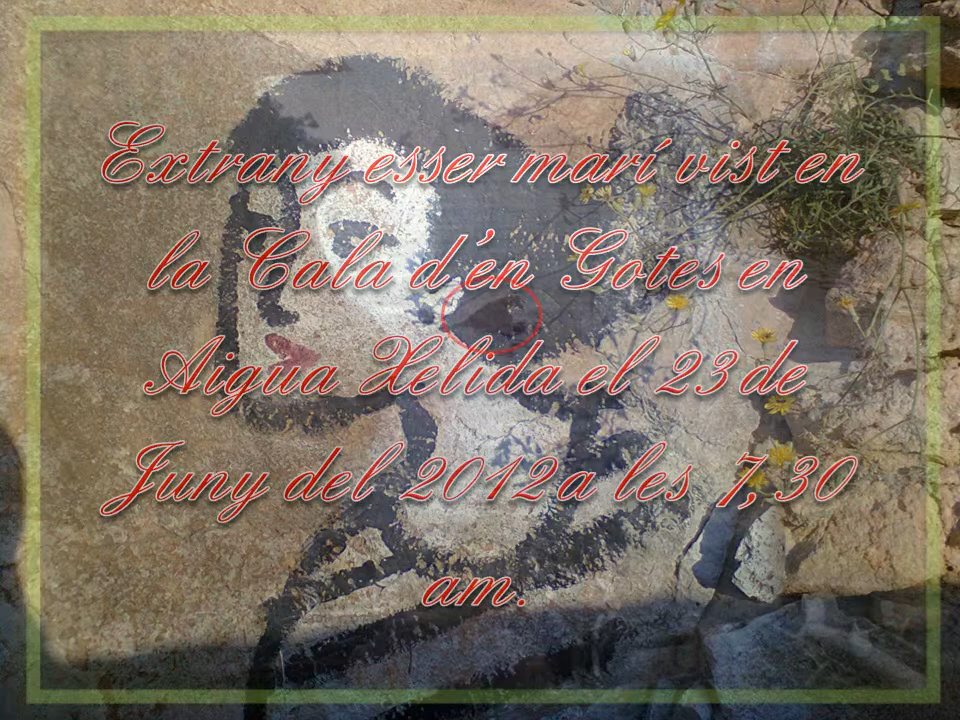 Extrany esser marí vist en
la Cala d'én Gotes en
Aigua Xelida el 23 de
Juny del 2012 a les 7,30
am.